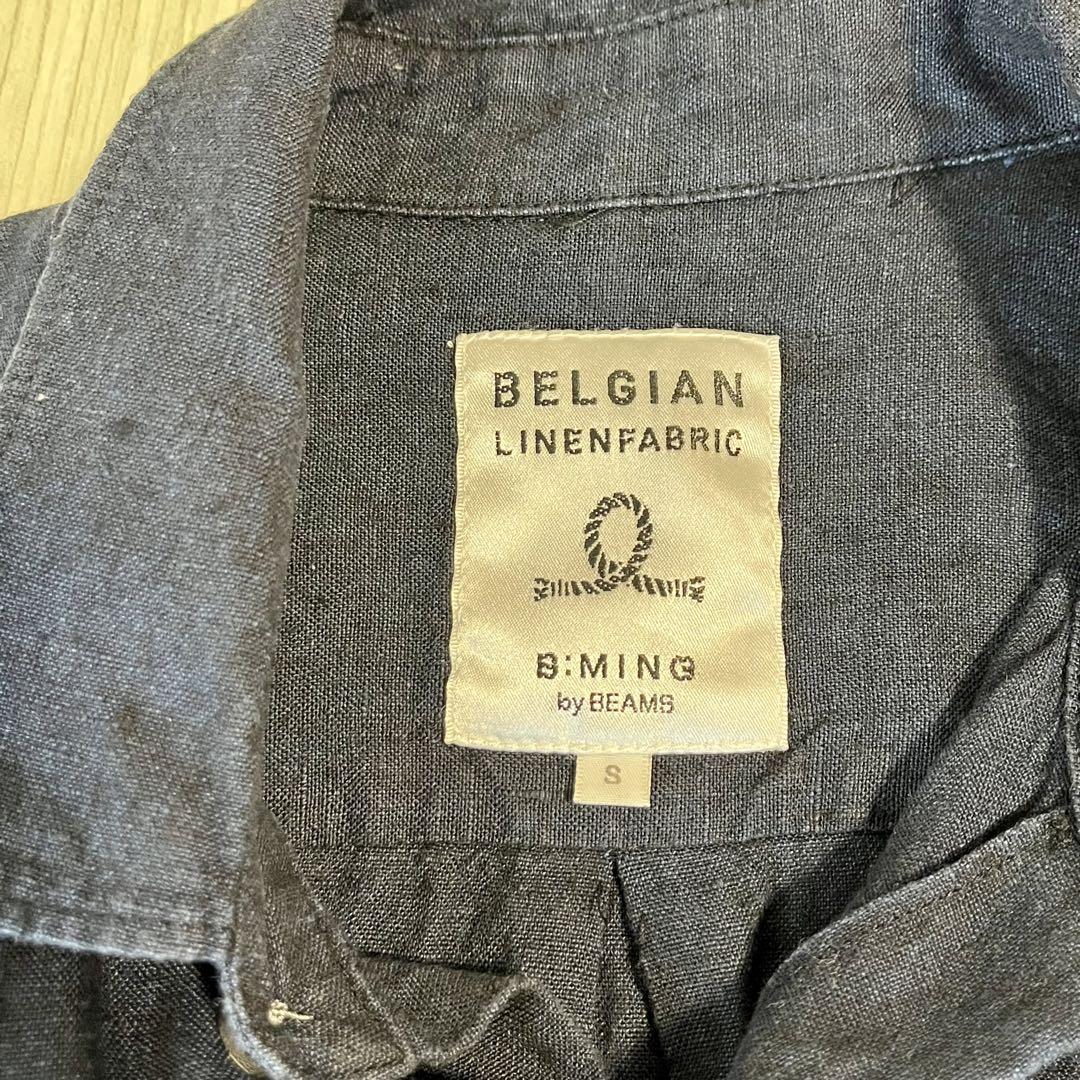 BELGIAN
LINENFABRIC
B:MING
by BEAMS
S